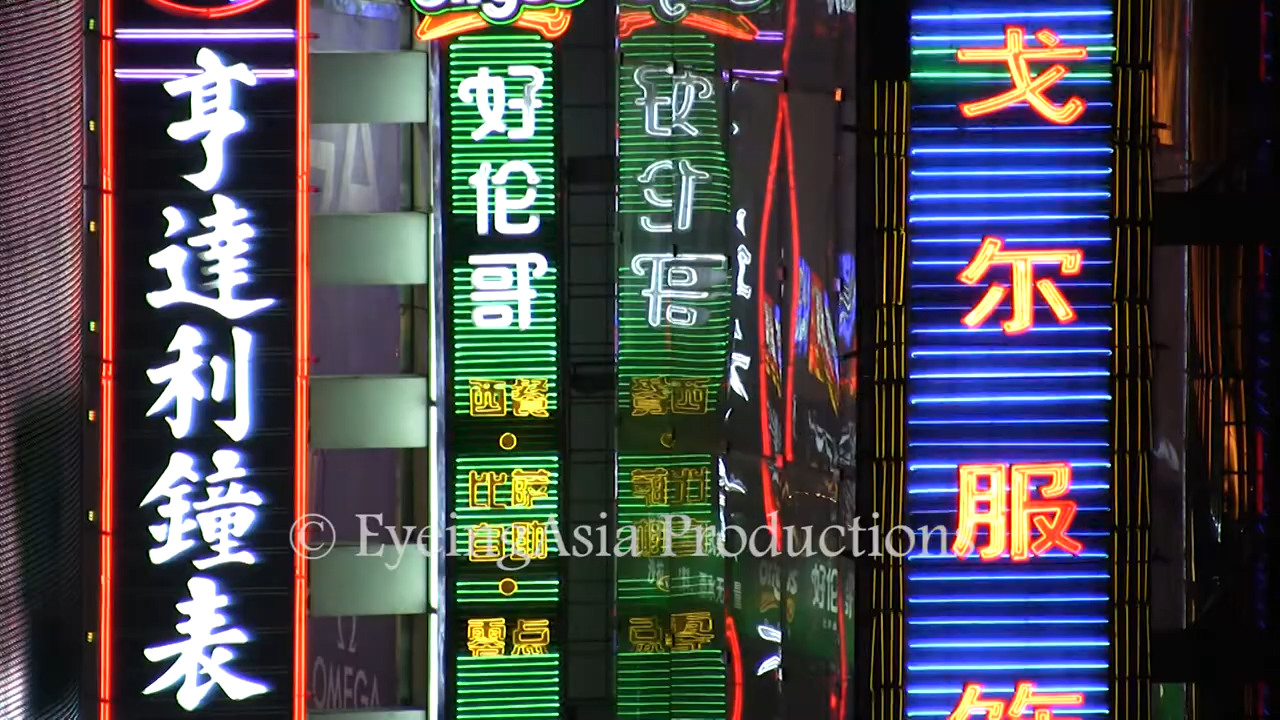 亨達利鐘表
Ω
OMEGA
好伦哥
西餐
比萨
自助
零点
戈尔服饰
© EyeingAsia Productions